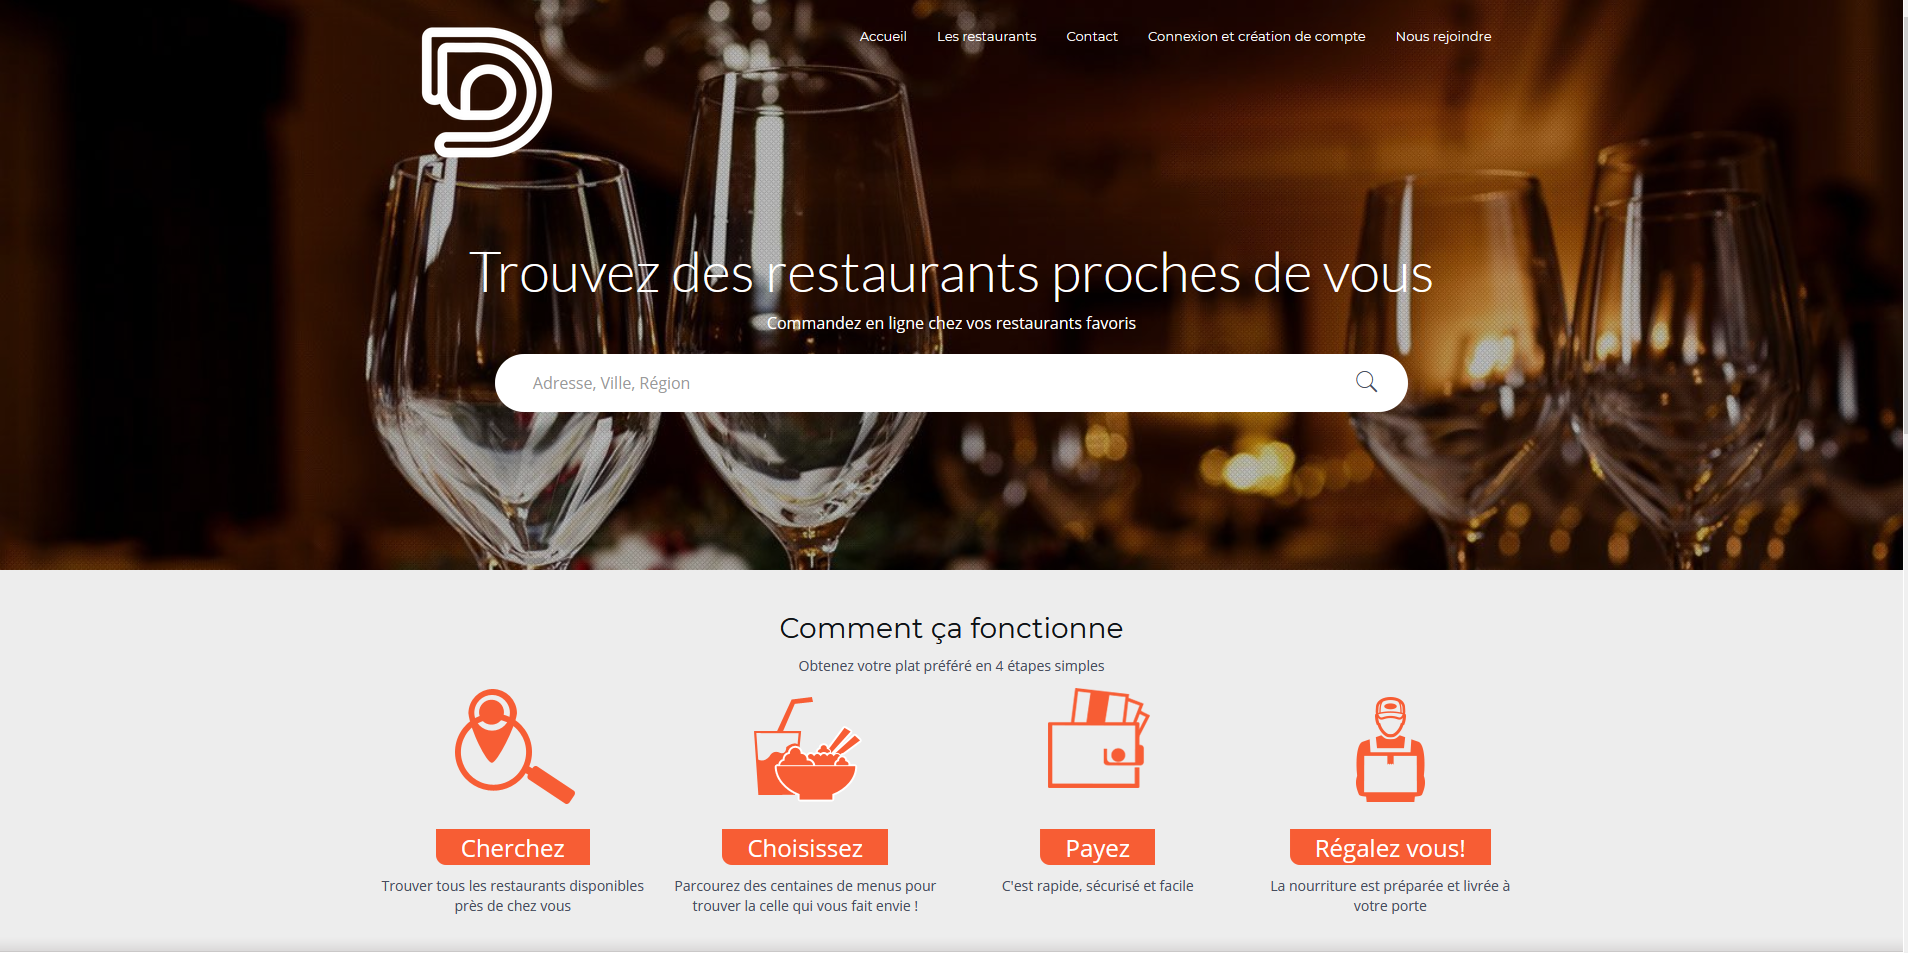 Accueil Les restaurants Contact Connexion et création de compte Nous rejoindre
Trouvez des restaurants proches de vous
Commandez en ligne chez vos restaurants favoris
Adresse, Ville, Région
Comment ça fonctionne
Obtenez votre plat préféré en 4 étapes simples
Cherchez
Trouver tous les restaurants disponibles
près de chez vous
Choisissez
Parcourez des centaines de menus pour
trouver la celle qui vous fait envie !
Payez
C'est rapide, sécurisé et facile
Régalez vous!
La nourriture est préparée et livrée à
votre porte